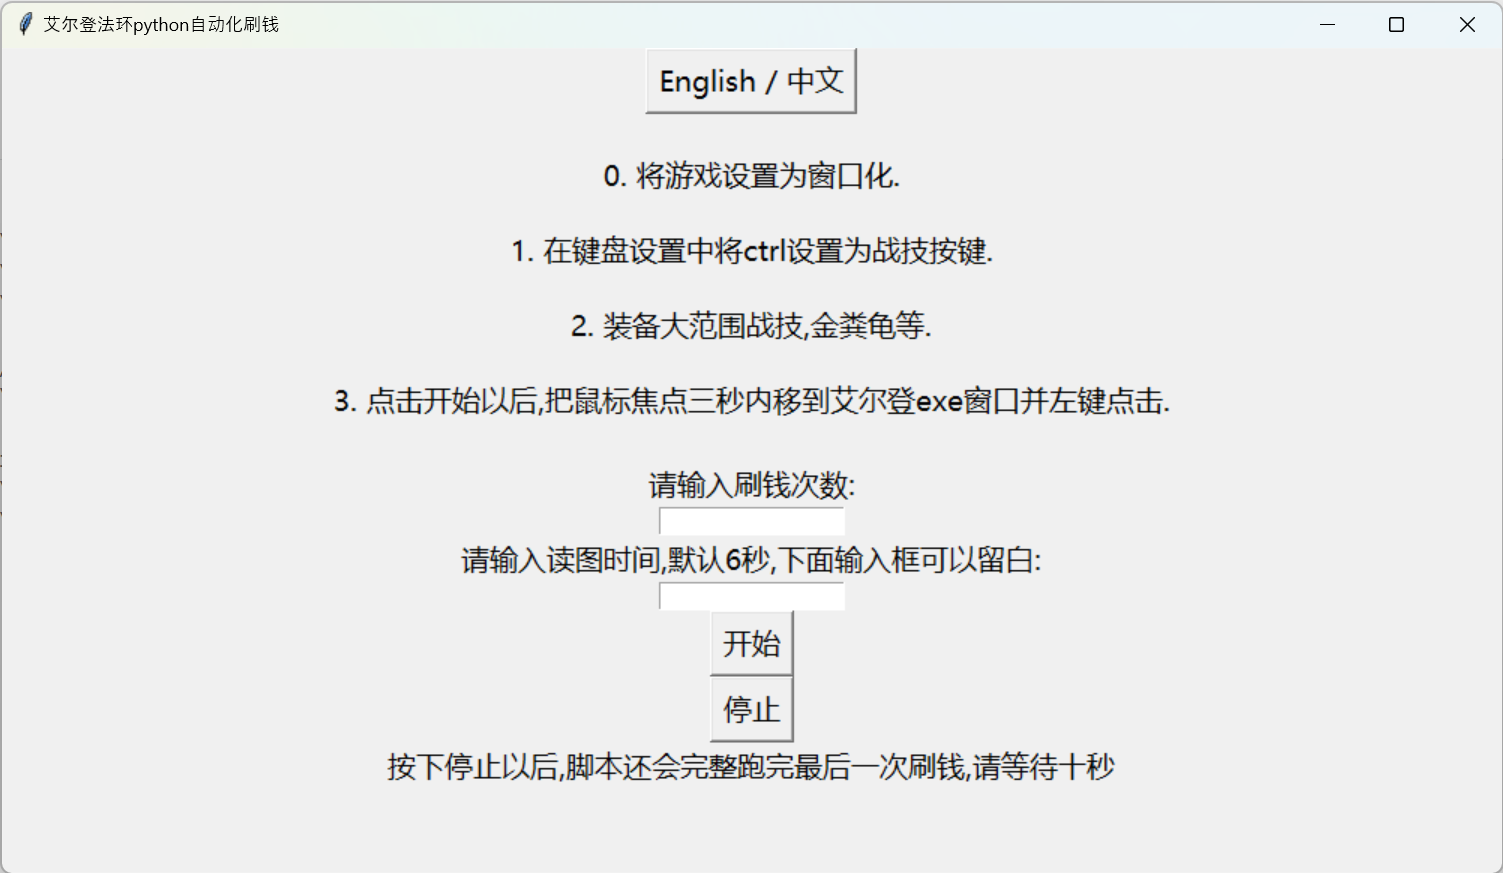 艾尔登法环python自动化刷钱
English / 中文
0. 将游戏设置为窗口化.
1. 在键盘设置中将ctrl设置为战技按键.
2. 装备大范围战技,金粪龟等.
3. 点击开始以后,把鼠标焦点三秒内移到艾尔登exe窗口并左键点击.
请输入刷钱次数:
请输入读图时间,默认6秒,下面输入框可以留白:
开始
停止
按下停止以后,脚本还会完整跑完最后一次刷钱,请等待十秒